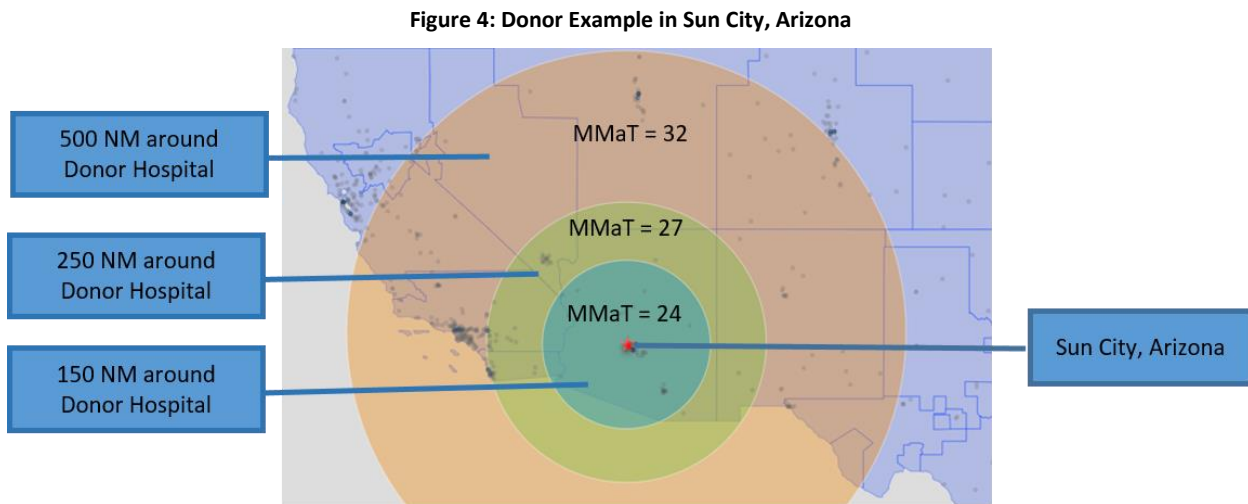 Figure 4: Donor Example in Sun City, Arizona
500 NM around
Donor Hospital
MMaT = 32
250 NM around
Donor Hospital
MMaT = 27
150 NM around
Donor Hospital
MMaT = 24
Sun City, Arizona